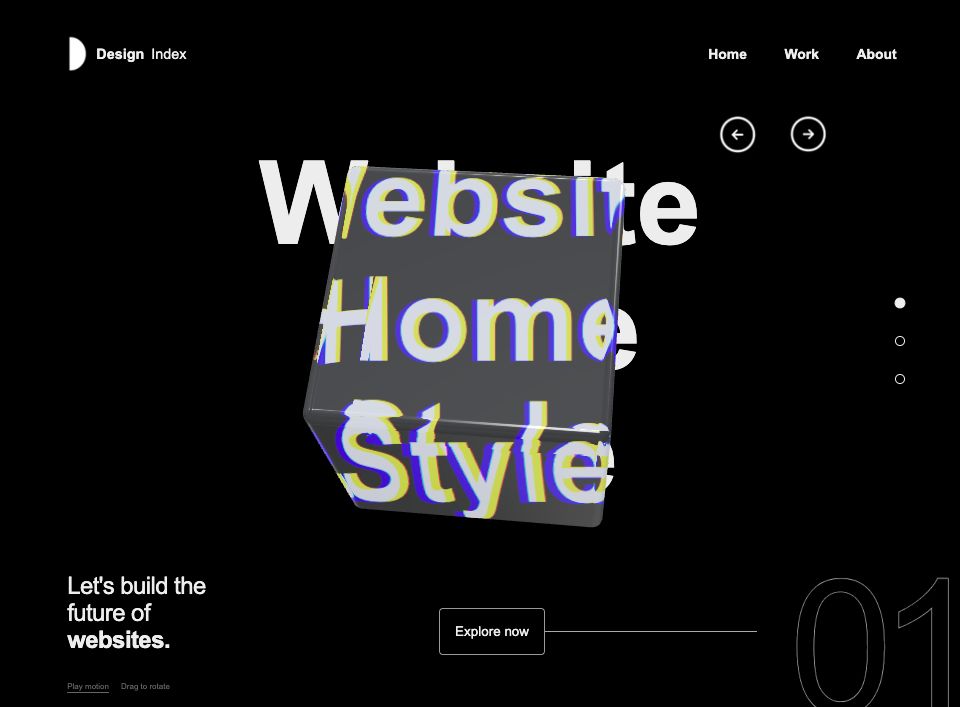 Design Index
Home Work About
Website
Home
Style
Let's build the
future of
websites.
Explore now
01
Play motion Drag to rotate